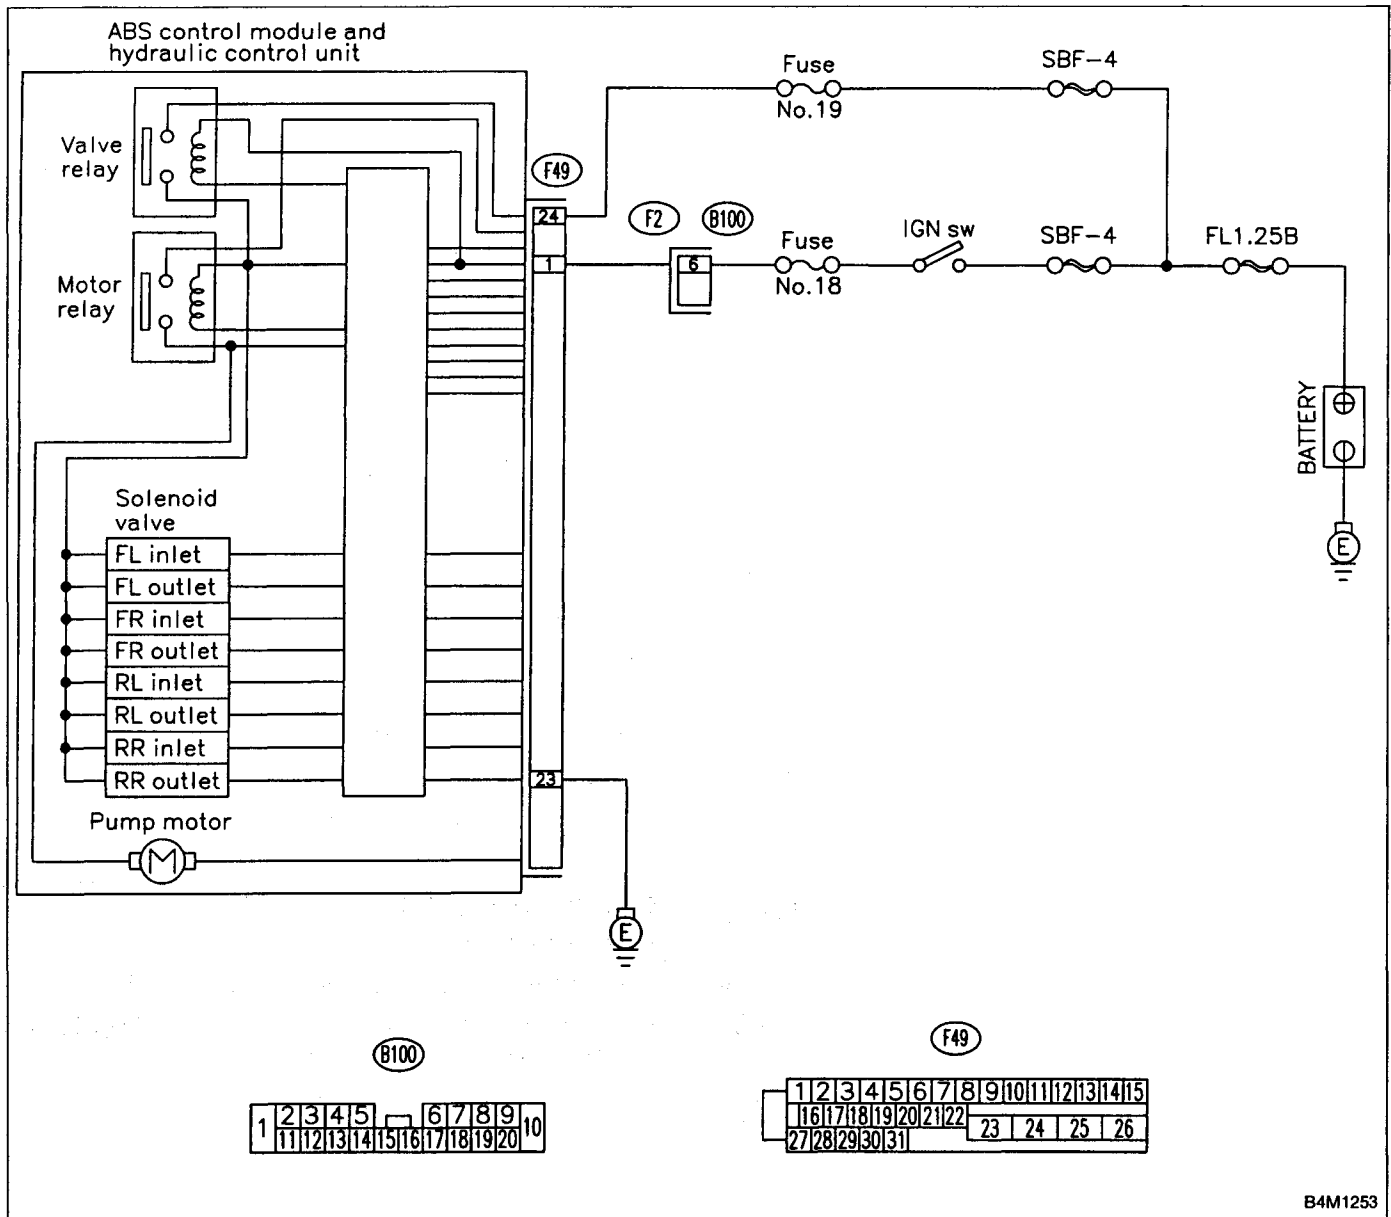 ABS control module and
hydraulic control unit
Valve
relay
Motor
relay
Solenoid
valve
FL inlet
FL outlet
FR inlet
FR outlet
RL inlet
RL outlet
RR inlet
RR outlet
Pump motor
M
F49
24
1
23
E
F2
B100
6
Fuse
No.19
SBF-4
Fuse
No.18
IGN sw
SBF-4
FL1.25B
BATTERY
E
B100
1 2 3 4 5 6 7 8 9 10
11 12 13 14 15 16 17 18 19 20
F49
1 2 3 4 5 6 7 8 9 10 11 12 13 14 15
16 17 18 19 20 21 22
23 24 25 26
27 28 29 30 31
B4M1253